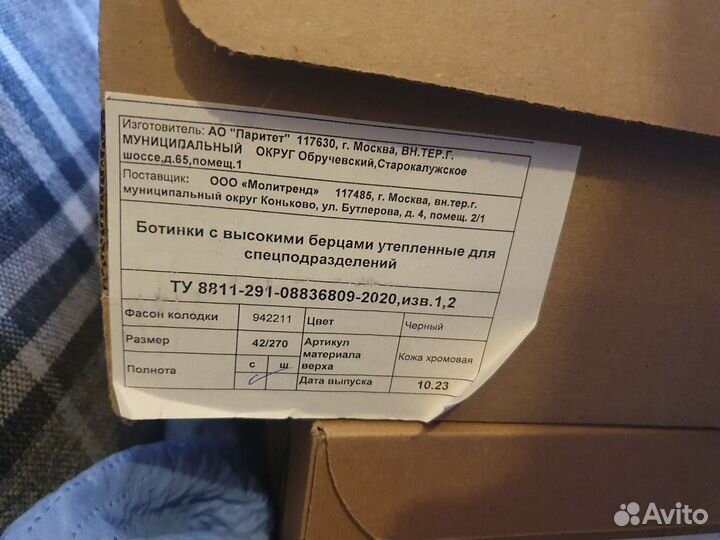 Изготовитель: АО "Паритет" 117630, г. Москва, ВН.ТЕР.Г.
МУНИЦИПАЛЬНЫЙ ОКРУГ Обручевский,Старокалужское
шоссе,д.65,помещ.1
Поставщик: ООО «Молитренд» 117485, г. Москва, вн.тер.г.
муниципальный округ Коньково, ул. Бутлерова, д. 4, помещ. 2/1
Ботинки с высокими берцами утепленные для
спецподразделений
ТУ 8811-291-08836809-2020,изв.1,2
Фасон колодки 942211 Цвет Черный
Размер 42/270 Артикул материала верха Кожа хромовая
Полнота с ш Дата выпуска 10.23
Avito